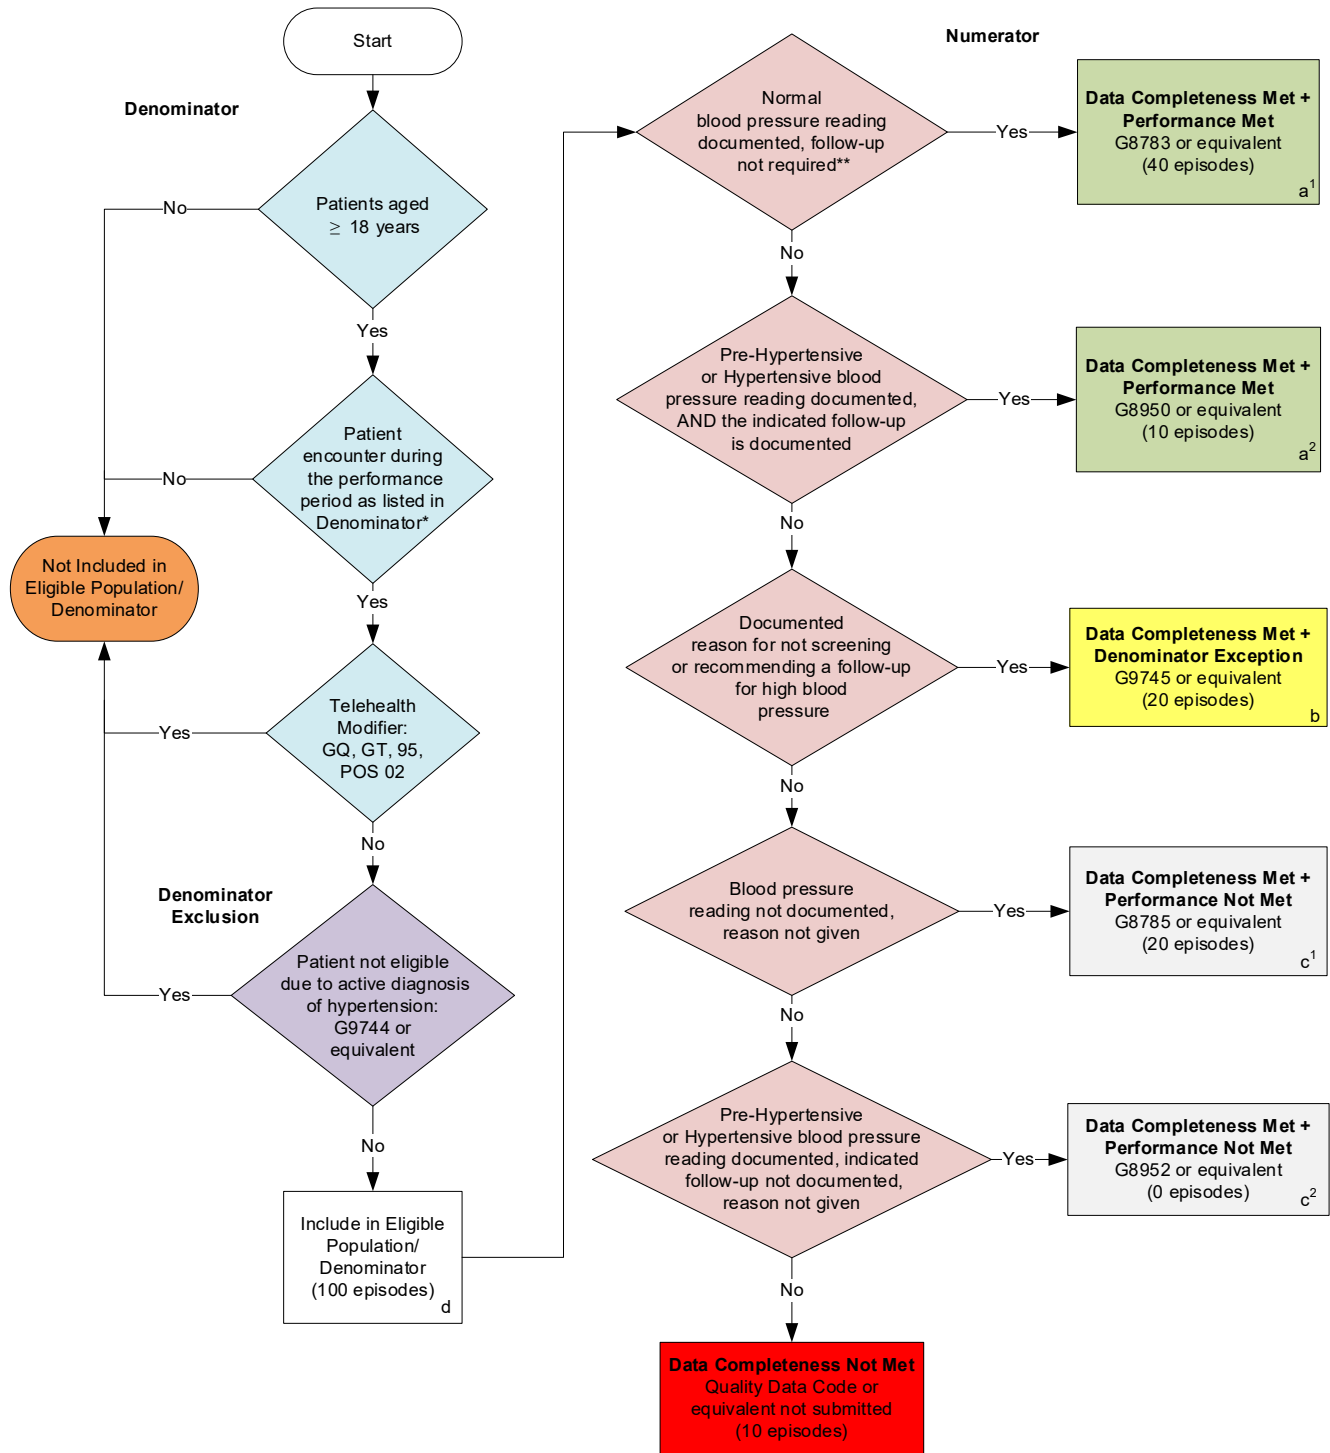 Start
Denominator
Patients aged
≥ 18 years
No
Yes
Patient
encounter during
the performance
period as listed in
Denominator*
No
Yes
Not Included in
Eligible Population/
Denominator
Telehealth
Modifier:
GQ, GT, 95,
POS 02
Yes
No
Denominator
Exclusion
Patient not eligible
due to active diagnosis
of hypertension:
G9744 or
equivalent
Yes
No
Include in Eligible
Population/
Denominator
(100 episodes)
d
Numerator
Normal
blood pressure reading
documented, follow-up
not required**
Yes
Data Completeness Met +
Performance Met
G8783 or equivalent
(40 episodes)
a¹
No
Pre-Hypertensive
or Hypertensive blood
pressure reading documented,
AND the indicated follow-up
is documented
Yes
Data Completeness Met +
Performance Met
G8950 or equivalent
(10 episodes)
a²
No
Documented
reason for not screening
or recommending a follow-up
for high blood
pressure
Yes
Data Completeness Met +
Denominator Exception
G9745 or equivalent
(20 episodes)
b
No
Blood pressure
reading not documented,
reason not given
Yes
Data Completeness Met +
Performance Not Met
G8785 or equivalent
(20 episodes)
c¹
No
Pre-Hypertensive
or Hypertensive blood pressure
reading documented, indicated
follow-up not documented,
reason not given
Yes
Data Completeness Met +
Performance Not Met
G8952 or equivalent
(0 episodes)
c²
No
Data Completeness Not Met
Quality Data Code or
equivalent not submitted
(10 episodes)